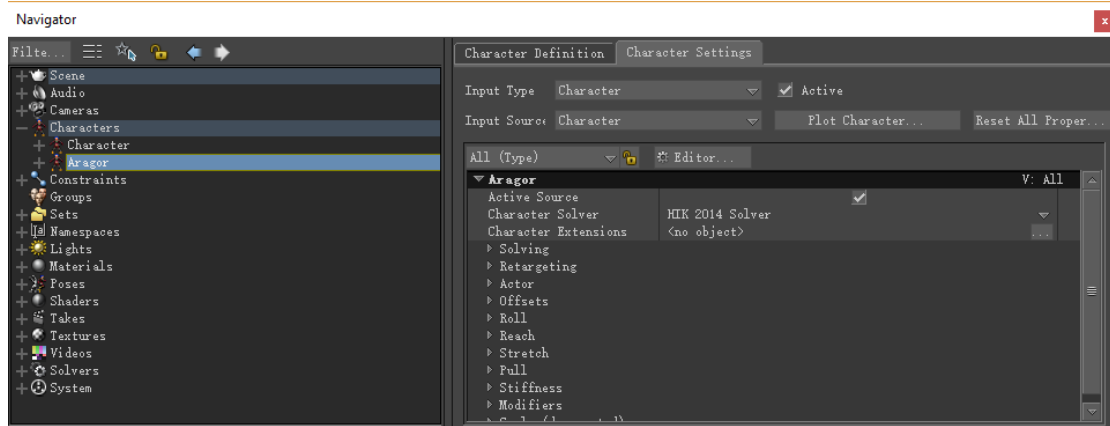 Navigator
x
Filte...
Scene
Audio
Cameras
Characters
Character
Aragor
Constraints
Groups
Sets
Namespaces
Lights
Materials
Poses
Shaders
Takes
Textures
Videos
Solvers
System
Character Definition Character Settings
Input Type Character Active
Input Source Character Plot Character... Reset All Proper...
All (Type) Editor...
Aragor V: All
Active Source
Character Solver HIK 2014 Solver
Character Extensions <no object> ...
Solving
Retargeting
Actor
Offsets
Roll
Reach
Stretch
Pull
Stiffness
Modifiers